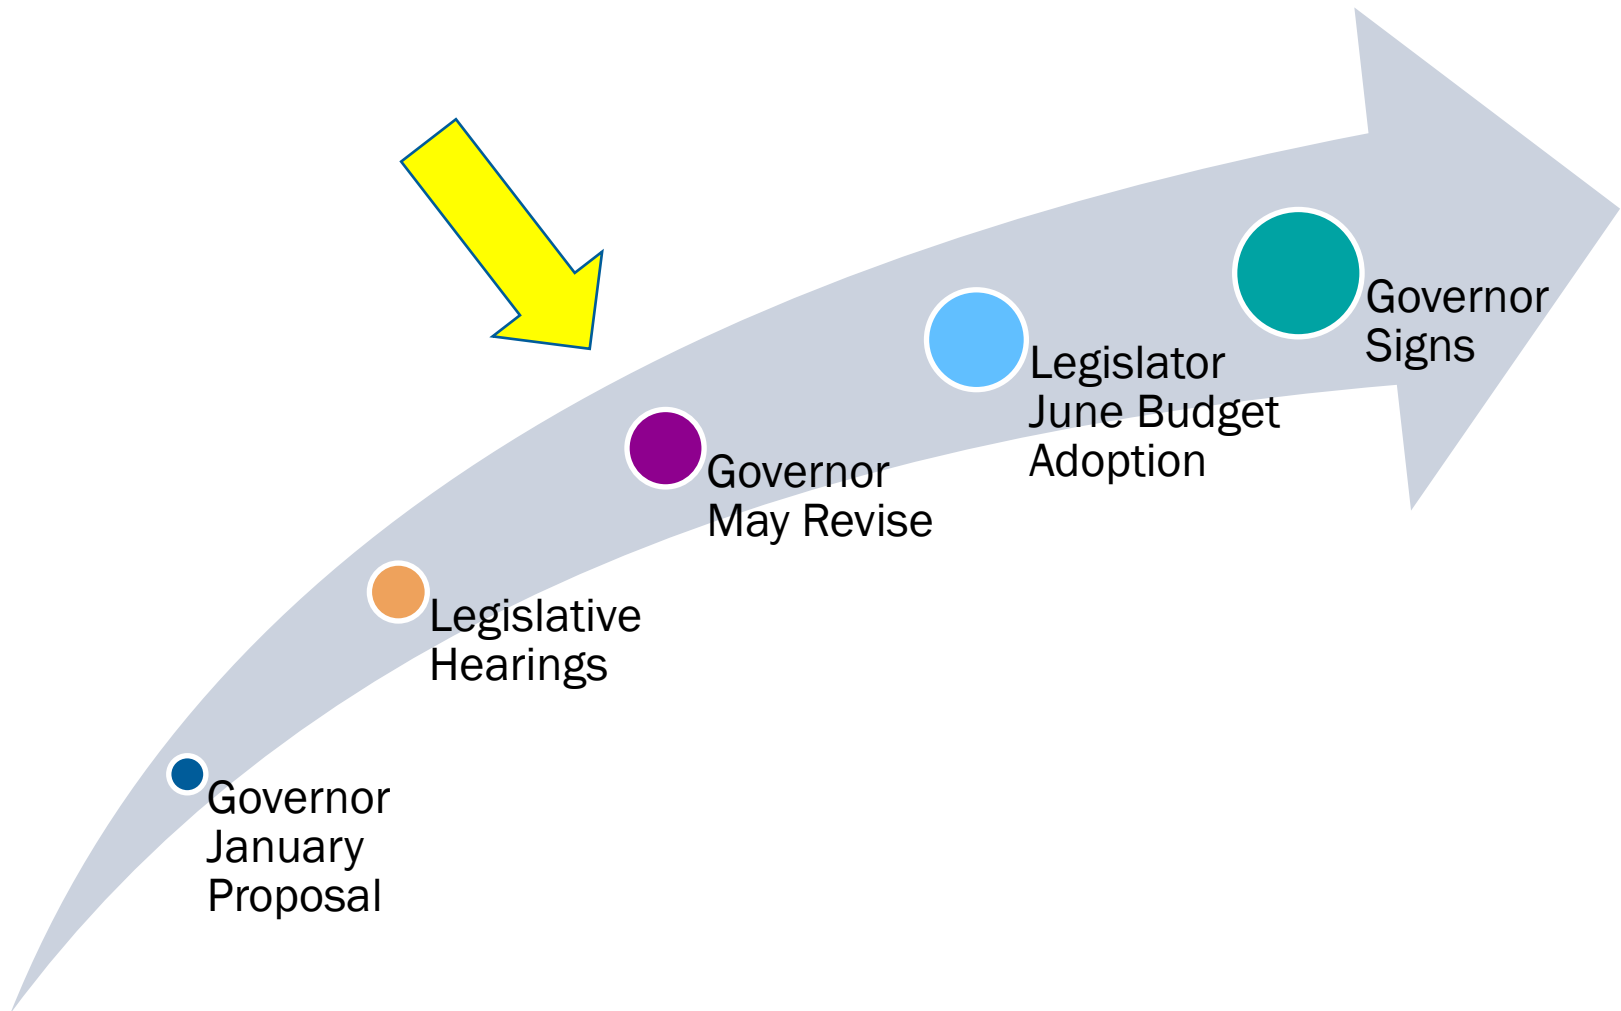 Governor
January
Proposal
Legislative
Hearings
Governor
May Revise
Legislator
June Budget
Adoption
Governor
Signs